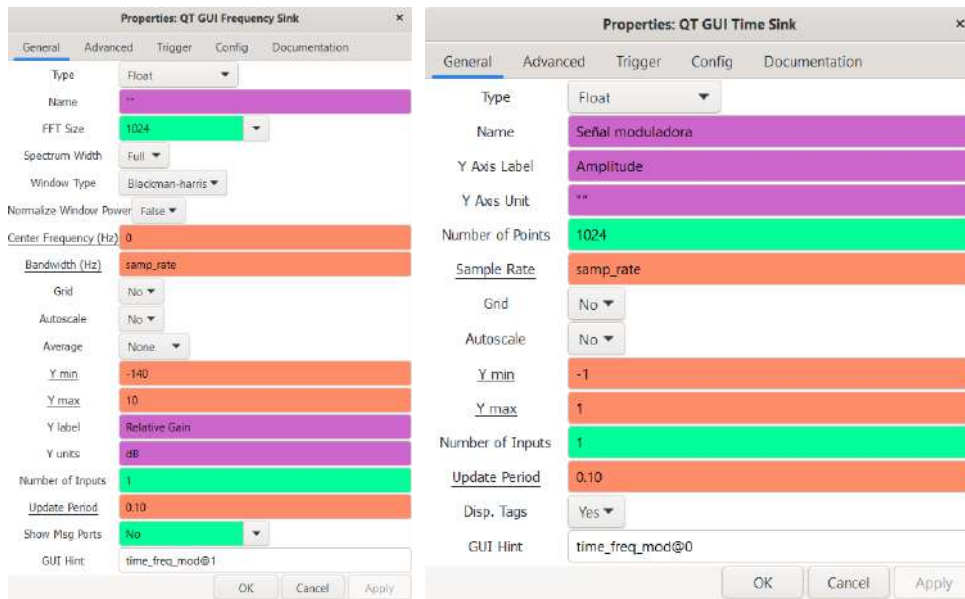 Properties: QT GUI Frequency Sink ×
General Advanced Trigger Config Documentation
Type Float
Name ""
FFT Size 1024
Spectrum Width Full
Window Type Blackman-harris
Normalize Window Power False
Center Frequency (Hz) 0
Bandwidth (Hz) samp_rate
Grid No
Autoscale No
Average None
Y min -140
Y max 10
Y label Relative Gain
Y units dB
Number of Inputs 1
Update Period 0.10
Show Msg Ports No
GUI Hint time_freq_mod@1
OK Cancel Apply
Properties: QT GUI Time Sink ×
General Advanced Trigger Config Documentation
Type Float
Name Señal moduladora
Y Axis Label Amplitude
Y Axis Unit ""
Number of Points 1024
Sample Rate samp_rate
Grid No
Autoscale No
Y min -1
Y max 1
Number of Inputs 1
Update Period 0.10
Disp. Tags Yes
GUI Hint time_freq_mod@0
OK Cancel Apply